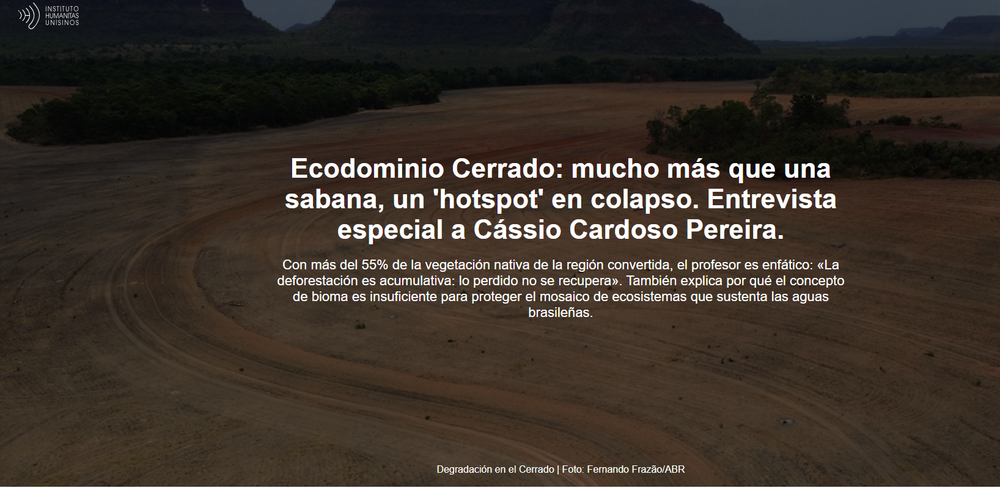 INSTITUTO
HUMANITAS
UNISINOS
Ecodominio Cerrado: mucho más que una
sabana, un 'hotspot' en colapso. Entrevista
especial a Cássio Cardoso Pereira.
Con más del 55% de la vegetación nativa de la región convertida, el profesor es enfático: «La
deforestación es acumulativa: lo perdido no se recupera». También explica por qué el concepto
de bioma es insuficiente para proteger el mosaico de ecosistemas que sustenta las aguas
brasileñas.
Degradación en el Cerrado | Foto: Fernando Frazão/ABR